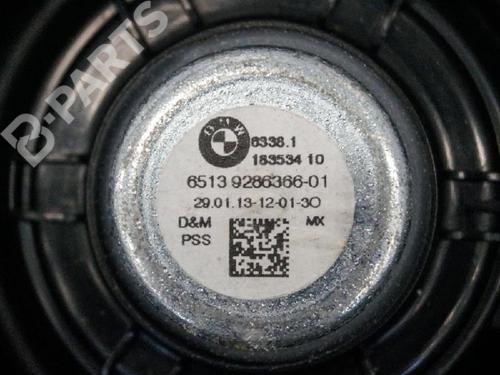 B-PARTS
BMW
6338.1
183534 10
6513 9286366-01
29.01.13-12-01-3O
D&M
MX
PSS